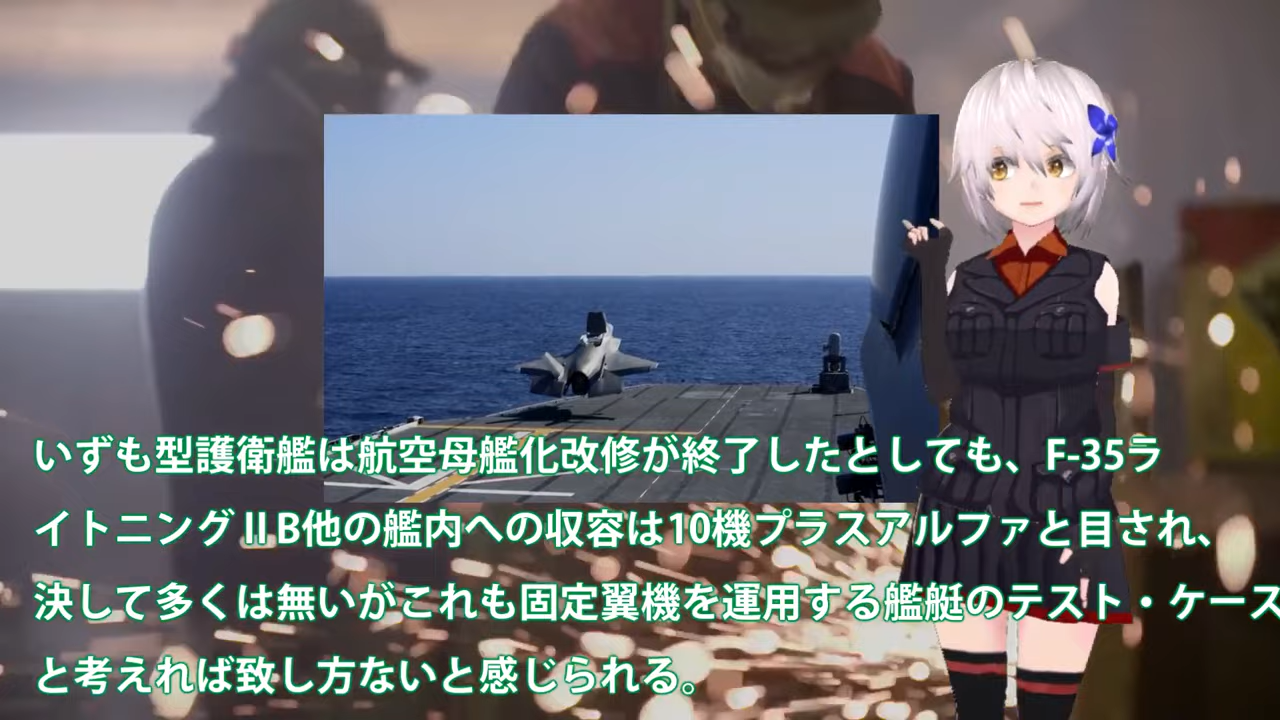 いずも型護衛艦は航空母艦化改修が終了したとしても、F-35ラ
イトニングⅡB他の艦内への収容は10機プラスアルファと目され、
決して多くは無いがこれも固定翼機を運用する艦艇のテスト・ケース
と考えれば致し方ないと感じられる。